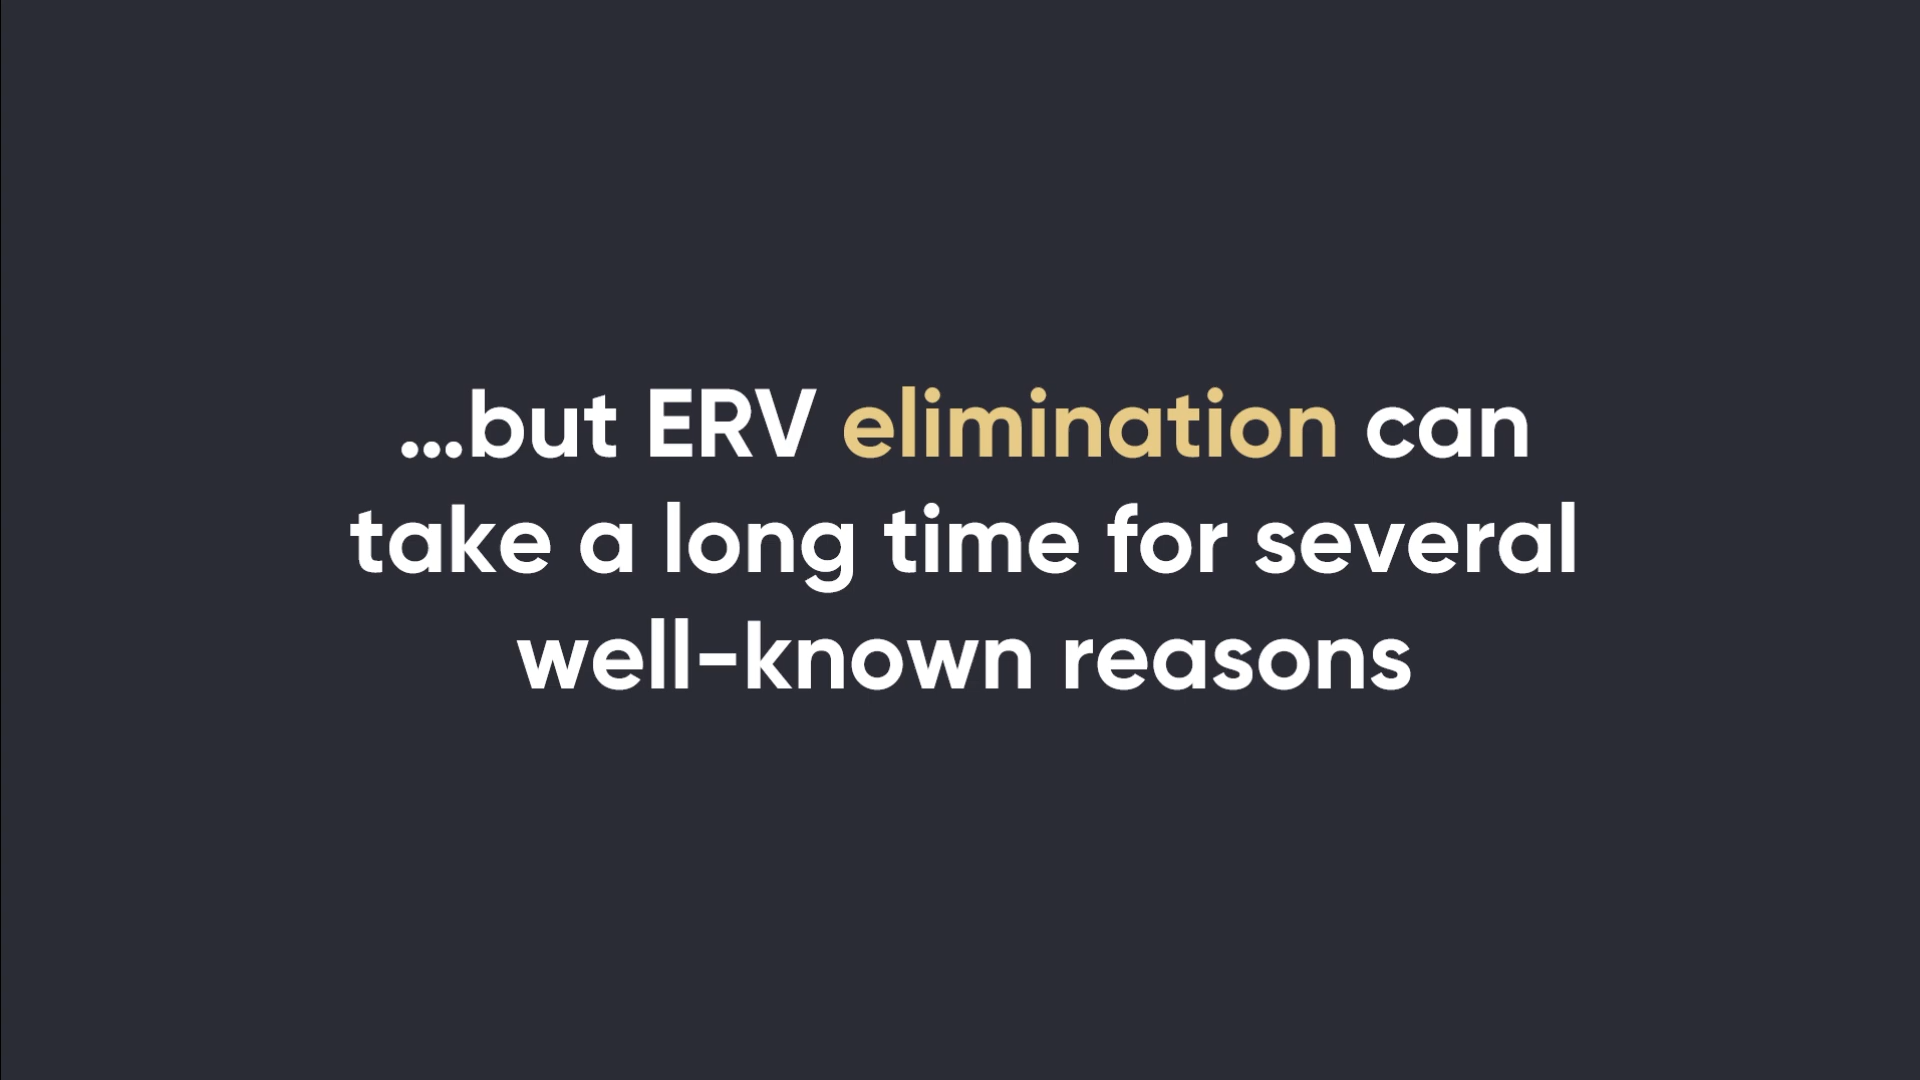 …but ERV elimination can
take a long time for several
well-known reasons